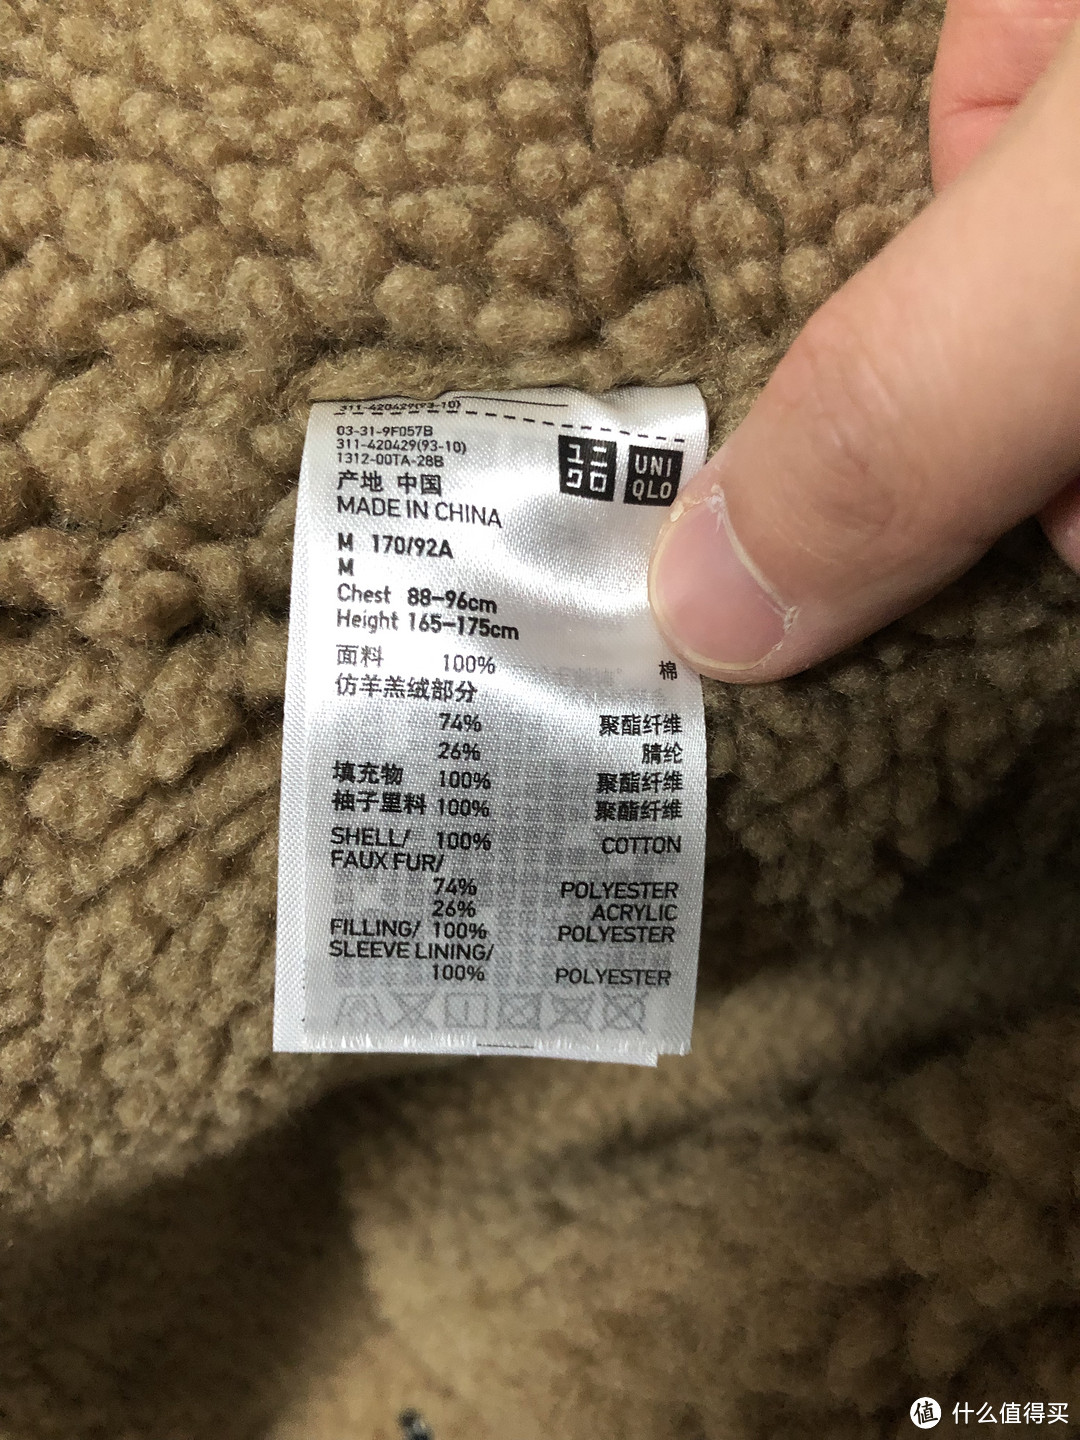 311-420429(93-10)
03-31-9F057B
311-420429(93-10)
1312-00TA-28B
ユニ
クロ
UNI
QLO
产地 中国
MADE IN CHINA
M 170/92A
M
Chest 88-96cm
Height 165-175cm
面料 100% 棉
仿羊羔绒部分
74% 聚酯纤维
26% 腈纶
填充物 100% 聚酯纤维
袖子里料 100% 聚酯纤维
SHELL/ 100% COTTON
FAUX FUR/
74% POLYESTER
26% ACRYLIC
FILLING/ 100% POLYESTER
SLEEVE LINING/
100% POLYESTER
值 什么值得买